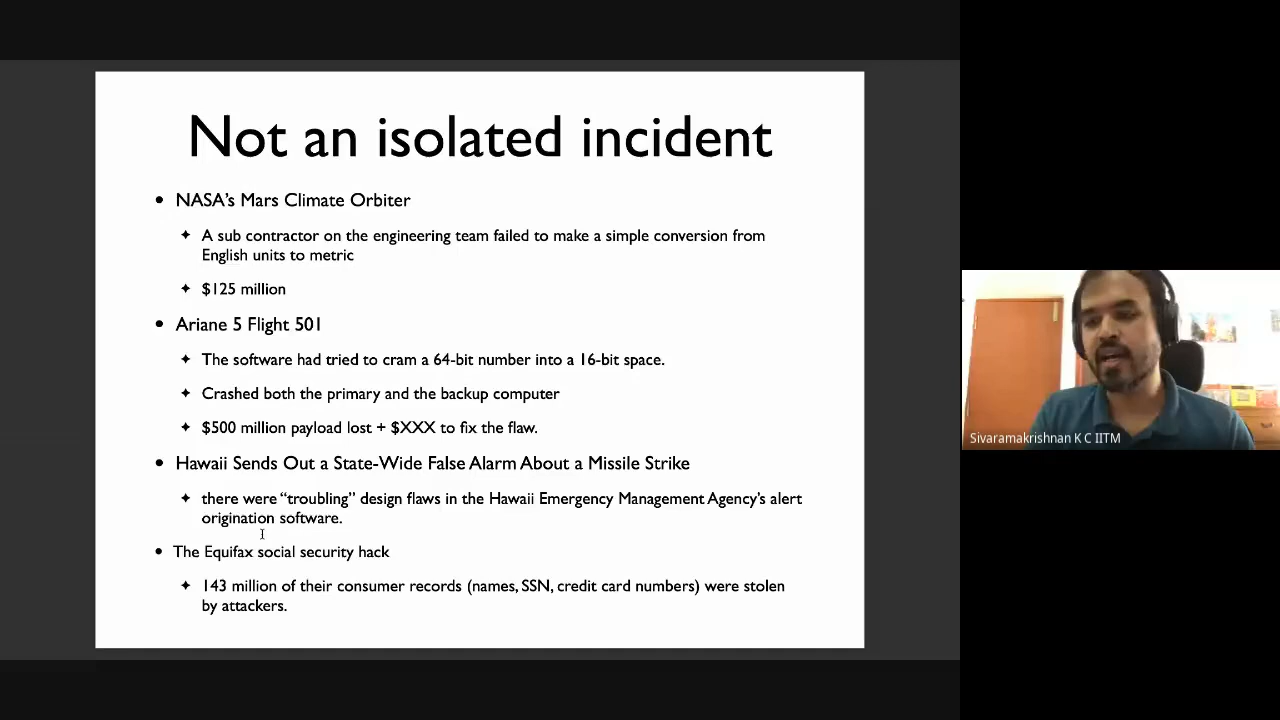 Not an isolated incident
• NASA’s Mars Climate Orbiter
✦ A sub contractor on the engineering team failed to make a simple conversion from
English units to metric
✦ $125 million
• Ariane 5 Flight 501
✦ The software had tried to cram a 64-bit number into a 16-bit space.
✦ Crashed both the primary and the backup computer
✦ $500 million payload lost + $XXX to fix the flaw.
• Hawaii Sends Out a State-Wide False Alarm About a Missile Strike
✦ there were “troubling” design flaws in the Hawaii Emergency Management Agency’s alert
origination software.
• The Equifax social security hack
✦ 143 million of their consumer records (names, SSN, credit card numbers) were stolen
by attackers.
Sivaramakrishnan K C IITM